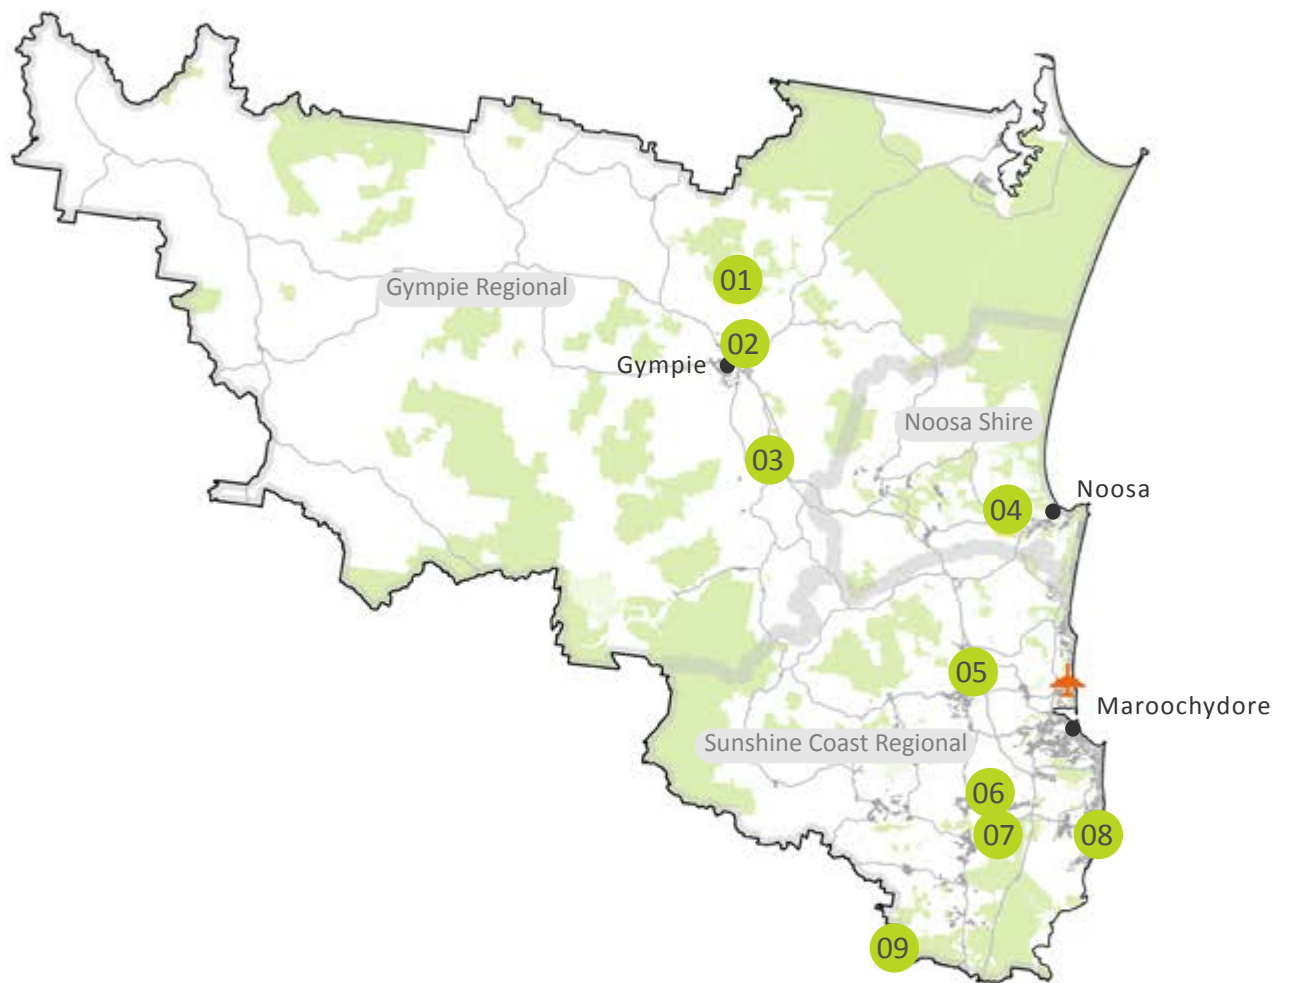 01
Gympie Regional
02
Gympie
Noosa Shire
03
Noosa
04
05
Maroochydore
Sunshine Coast Regional
06
07
08
09